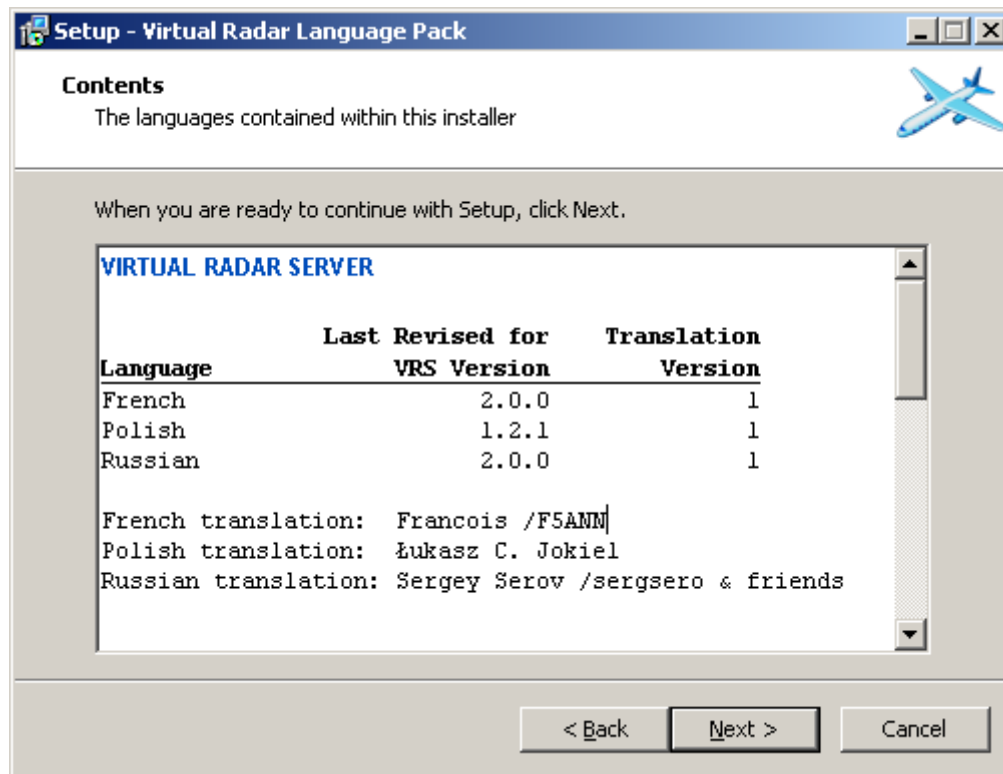 Setup - Virtual Radar Language Pack
Contents
The languages contained within this installer
When you are ready to continue with Setup, click Next.
VIRTUAL RADAR SERVER
Last Revised for Translation
Language VRS Version Version
French 2.0.0 1
Polish 1.2.1 1
Russian 2.0.0 1
French translation: Francois /F5ANN
Polish translation: Łukasz C. Jokiel
Russian translation: Sergey Serov /sergsero & friends
< Back Next > Cancel